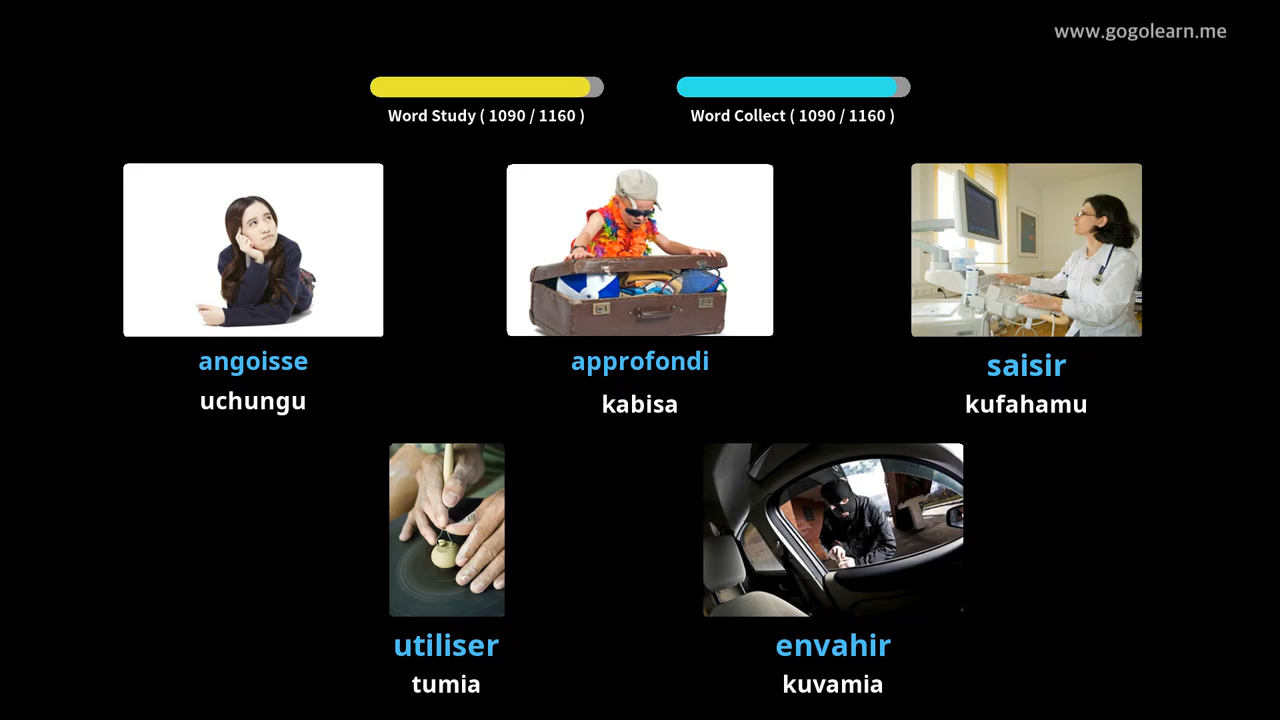 www.gogolearn.me
Word Study ( 1090 / 1160 )
Word Collect ( 1090 / 1160 )
angoisse
uchungu
approfondi
kabisa
saisir
kufahamu
utiliser
tumia
envahir
kuvamia